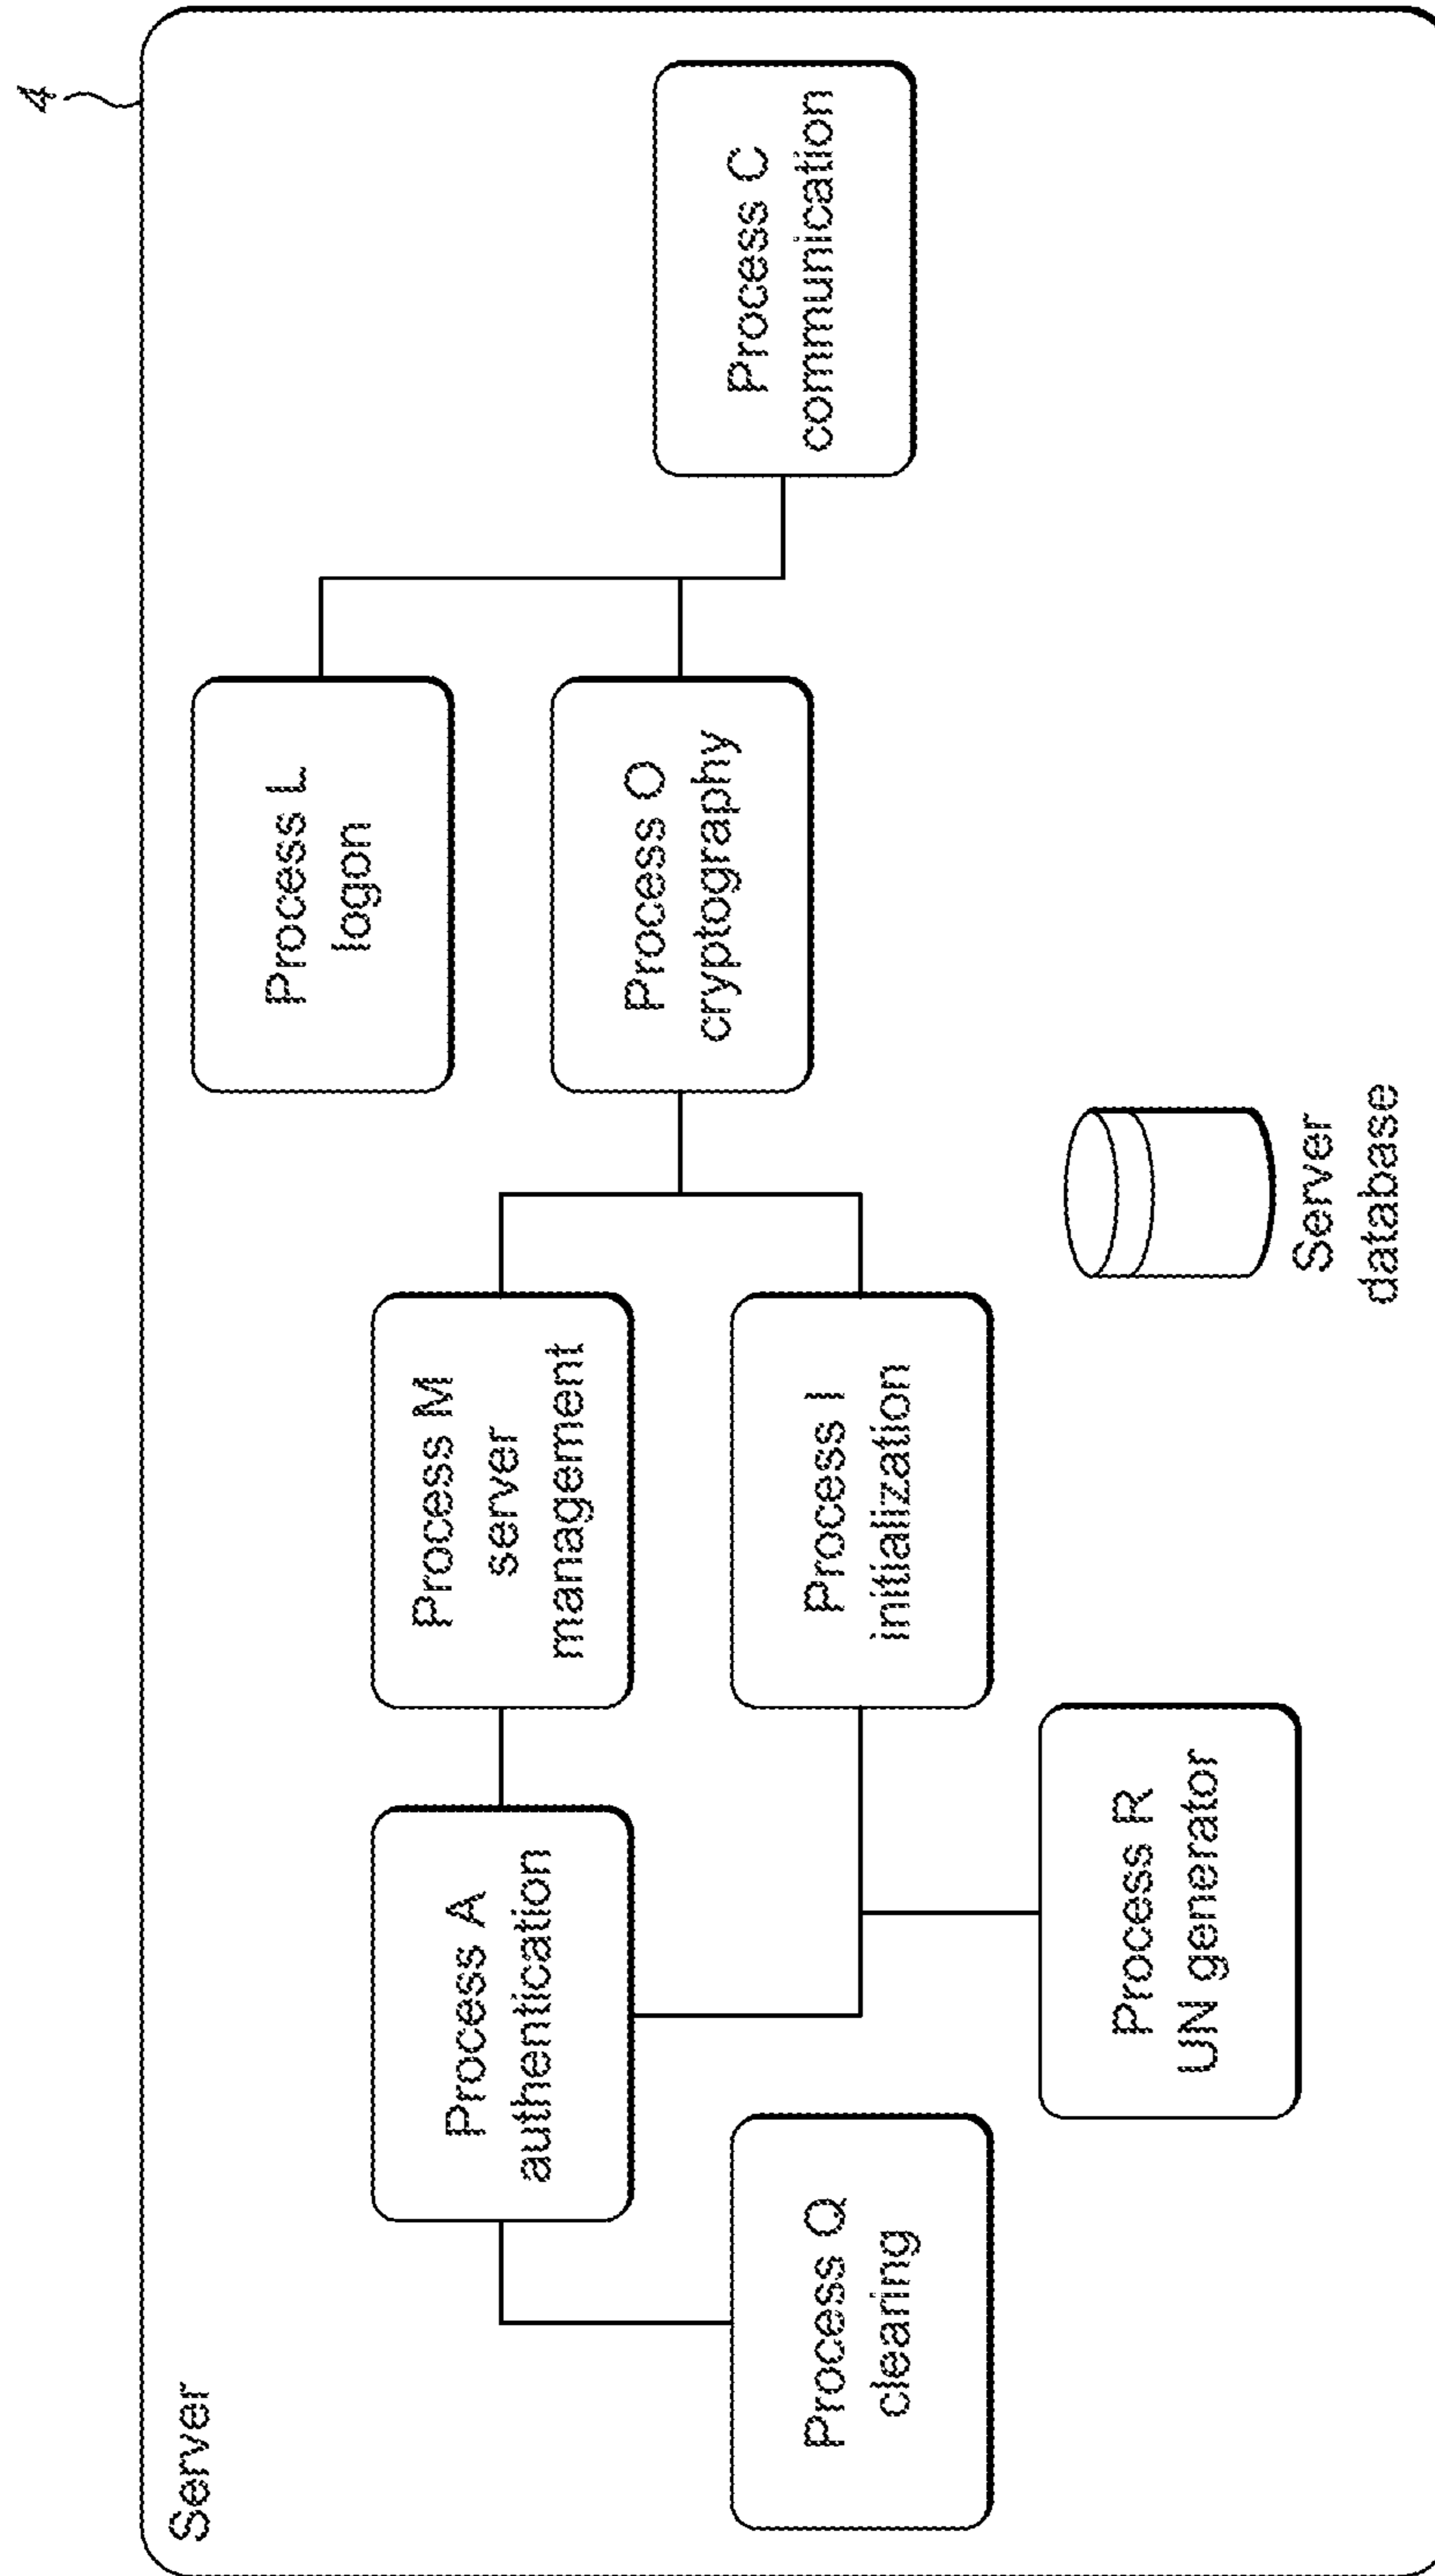 4
Server
Process L
logon
Process M
server
management
Process A
authentication
Process O
cryptography
Process C
communication
Process Q
clearing
Process I
initialization
Process R
UN generator
Server
database